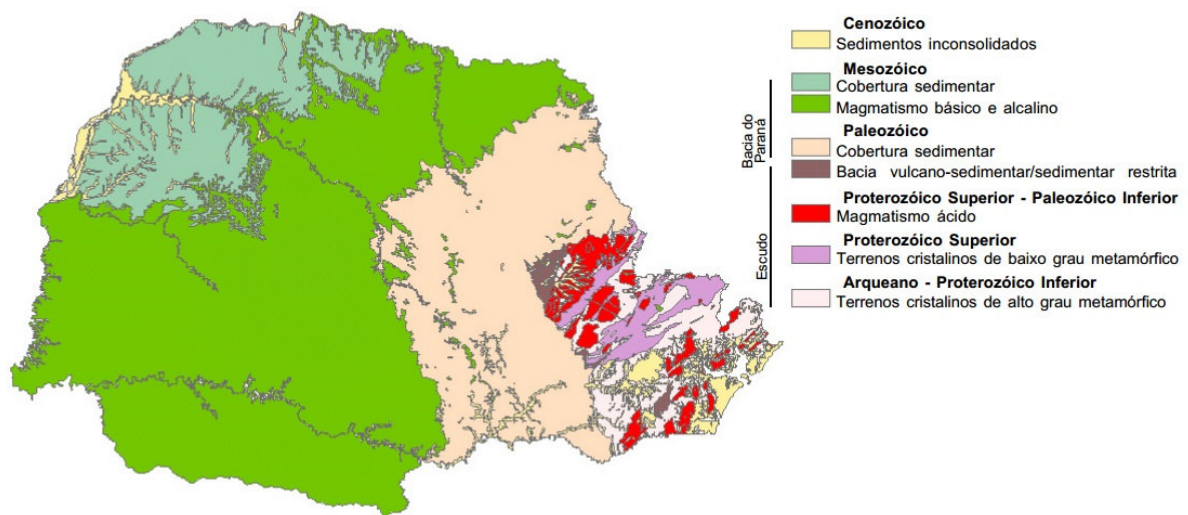 Cenozóico
Sedimentos inconsolidados
Mesozóico
Cobertura sedimentar
Magmatismo básico e alcalino
Bacia do
Paraná
Paleozóico
Cobertura sedimentar
Bacia vulcano-sedimentar/sedimentar restrita
Escudo
Proterozóico Superior - Paleozóico Inferior
Magmatismo ácido
Proterozóico Superior
Terrenos cristalinos de baixo grau metamórfico
Arqueano - Proterozóico Inferior
Terrenos cristalinos de alto grau metamórfico